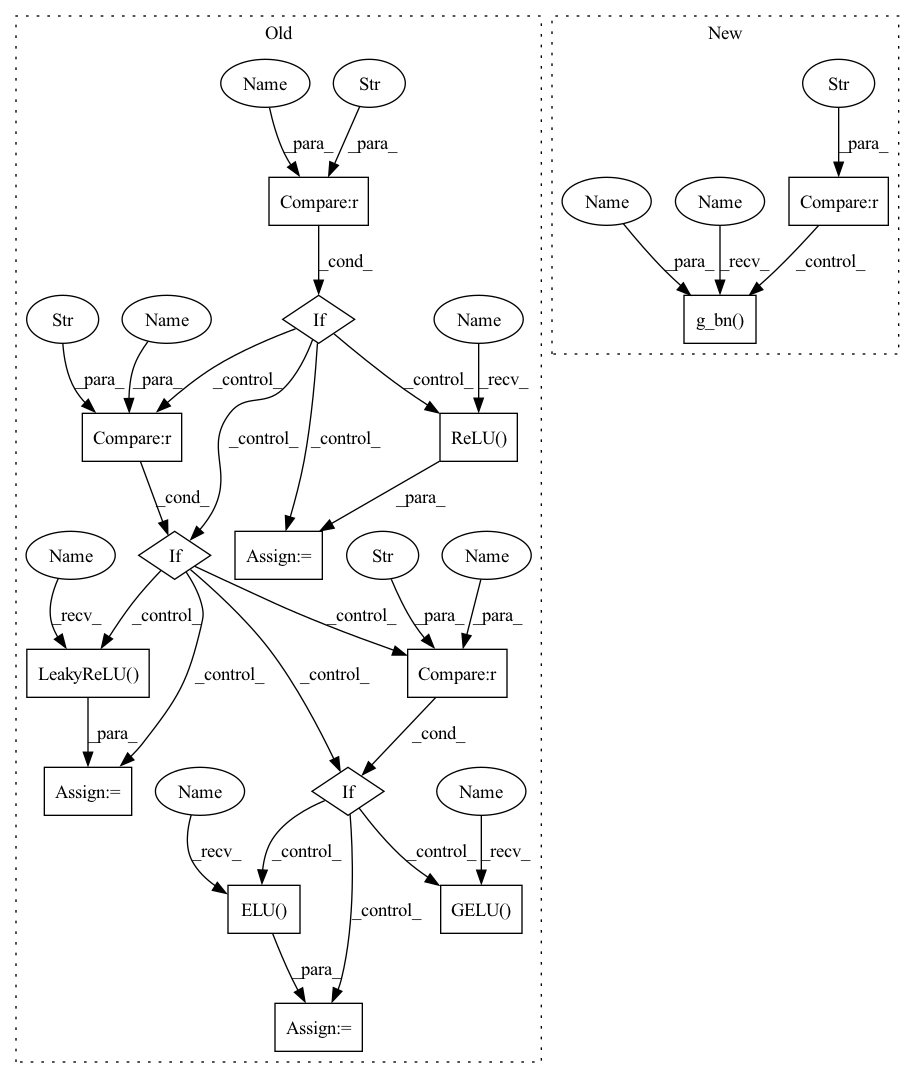 Old
New
Name
Str
Str
_para_
_para_
_para_
Compare:r
Name
Name
Compare:r
_cond_
_para_
_recv_
_control_
Str
Name
If
Name
g_bn()
_para_
_para_
_control_
_control_
_recv_
Compare:r
_control_
_control_
ReLU()
_cond_
_para_
Name
If
Assign:=
Str
Name
_recv_
_control_
_control_
_para_
_para_
LeakyReLU()
_control_
_control_
Compare:r
_para_
_cond_
Assign:=
Name
If
Name
_recv_
_control_
_control_
_recv_
ELU()
_control_
GELU()
_para_
Assign:=